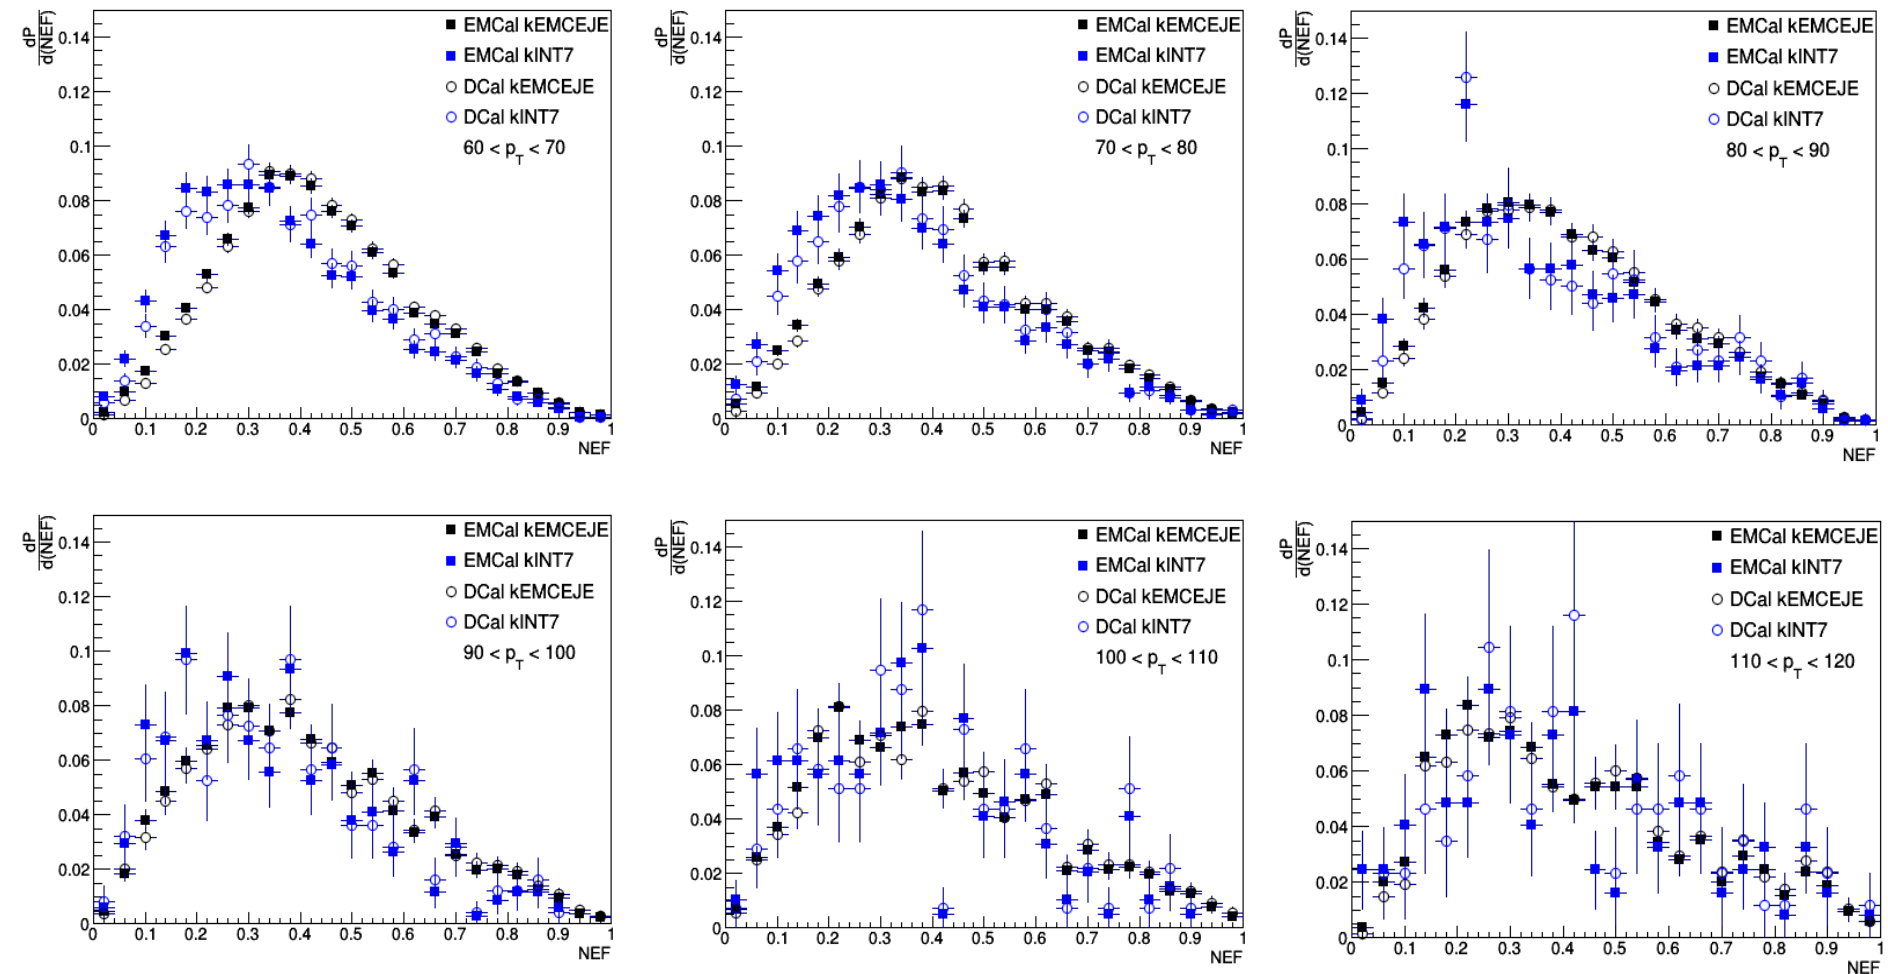 dP
d(NEF)
0.14
0.12
0.1
0.08
0.06
0.04
0.02
0
0 0.1 0.2 0.3 0.4 0.5 0.6 0.7 0.8 0.9 1
NEF
EMCal kEMCEJE
EMCal kINT7
DCal kEMCEJE
DCal kINT7
60 < pT < 70
dP
d(NEF)
0.14
0.12
0.1
0.08
0.06
0.04
0.02
0
0 0.1 0.2 0.3 0.4 0.5 0.6 0.7 0.8 0.9 1
NEF
EMCal kEMCEJE
EMCal kINT7
DCal kEMCEJE
DCal kINT7
70 < pT < 80
dP
d(NEF)
0.14
0.12
0.1
0.08
0.06
0.04
0.02
0
0 0.1 0.2 0.3 0.4 0.5 0.6 0.7 0.8 0.9 1
NEF
EMCal kEMCEJE
EMCal kINT7
DCal kEMCEJE
DCal kINT7
80 < pT < 90
dP
d(NEF)
0.14
0.12
0.1
0.08
0.06
0.04
0.02
0
0 0.1 0.2 0.3 0.4 0.5 0.6 0.7 0.8 0.9 1
NEF
EMCal kEMCEJE
EMCal kINT7
DCal kEMCEJE
DCal kINT7
90 < pT < 100
dP
d(NEF)
0.14
0.12
0.1
0.08
0.06
0.04
0.02
0
0 0.1 0.2 0.3 0.4 0.5 0.6 0.7 0.8 0.9 1
NEF
EMCal kEMCEJE
EMCal kINT7
DCal kEMCEJE
DCal kINT7
100 < pT < 110
dP
d(NEF)
0.14
0.12
0.1
0.08
0.06
0.04
0.02
0
0 0.1 0.2 0.3 0.4 0.5 0.6 0.7 0.8 0.9 1
NEF
EMCal kEMCEJE
EMCal kINT7
DCal kEMCEJE
DCal kINT7
110 < pT < 120